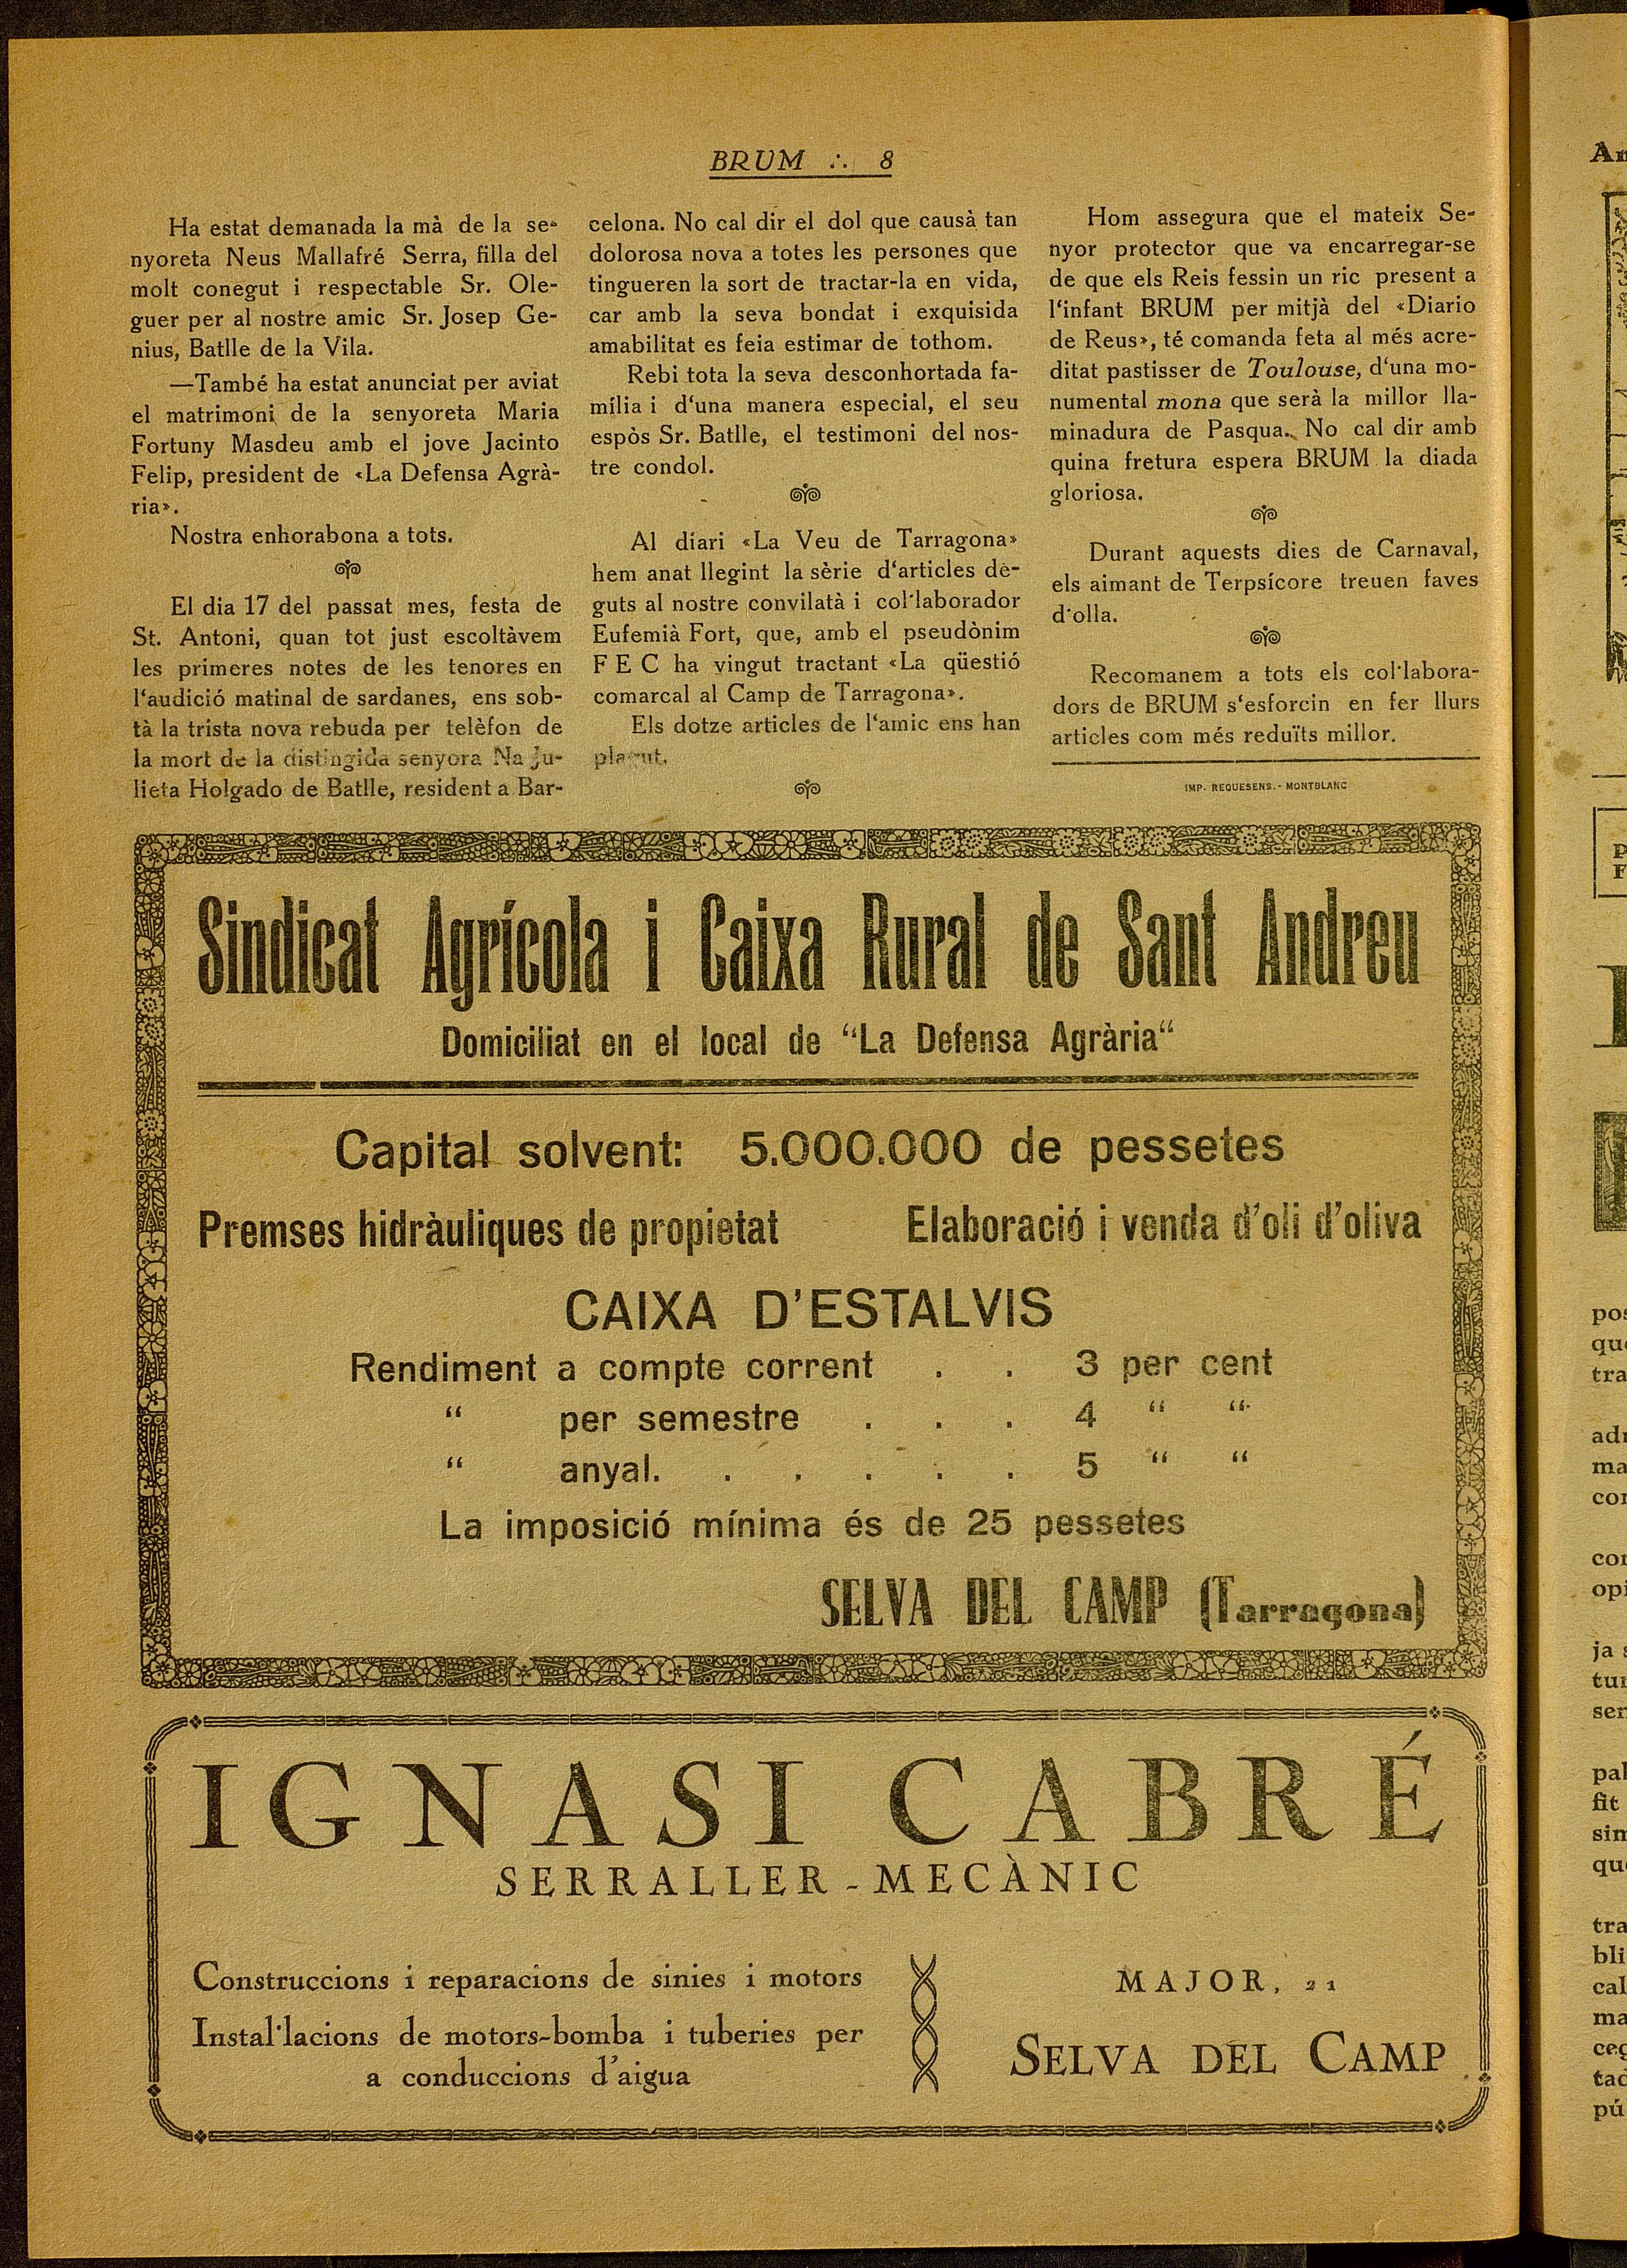 BRUM ∴ 8
Ha estat demanada la mà de la se-
nyoreta Neus Mallafré Serra, filla del
molt conegut i respectable Sr. Ole-
guer per al nostre amic Sr. Josep Ge-
nius, Batlle de la Vila.
—També ha estat anunciat per aviat
el matrimoni de la senyoreta Maria
Fortuny Masdeu amb el jove Jacinto
Felip, president de «La Defensa Agrà-
ria».
Nostra enhorabona a tots.
El dia 17 del passat mes, festa de
St. Antoni, quan tot just escoltàvem
les primeres notes de les tenores en
l‘audició matinal de sardanes, ens sob-
tà la trista nova rebuda per telèfon de
la mort de la distingida senyora Na Ju-
lieta Holgado de Batlle, resident a Bar-
celona. No cal dir el dol que causà tan
dolorosa nova a totes les persones que
tingueren la sort de tractar-la en vida,
car amb la seva bondat i exquisida
amabilitat es feia estimar de tothom.
Rebi tota la seva desconhortada fa-
mília i d‘una manera especial, el seu
espòs Sr. Batlle, el testimoni del nos-
tre condol.
Al diari «La Veu de Tarragona»
hem anat llegint la sèrie d‘articles de-
guts al nostre convilatà i col·laborador
Eufemià Fort, que, amb el pseudònim
F E C ha vingut tractant «La qüestió
comarcal al Camp de Tarragona».
Els dotze articles de l‘amic ens han
plagut.
Hom assegura que el mateix Se-
nyor protector que va encarregar-se
de que els Reis fessin un ric present a
l‘infant BRUM per mitjà del «Diario
de Reus», té comanda feta al més acre-
ditat pastisser de Toulouse, d‘una mo-
numental mona que serà la millor lla-
minadura de Pasqua. No cal dir amb
quina fretura espera BRUM la diada
gloriosa.
Durant aquests dies de Carnaval,
els aimant de Terpsícore treuen faves
d‘olla.
Recomanem a tots els col·labora-
dors de BRUM s‘esforcin en fer llurs
articles com més reduïts millor.
IMP. REQUESENS.- MONTBLANC
Sindicat Agrícola i Caixa Rural de Sant Andreu
Domiciliat en el local de “La Defensa Agrària“
Capital solvent: 5.000.000 de pessetes
Premses hidràuliques de propietat Elaboració i venda d’oli d’oliva
CAIXA D’ESTALVIS
Rendiment a compte corrent . . 3 per cent
“ per semestre . . . 4 “ “
“ anyal. . . . . . 5 “ “
La imposició mínima és de 25 pessetes
SELVA DEL CAMP (Tarragona)
IGNASI CABRÉ
SERRALLER - MECÀNIC
Construccions i reparacions de sinies i motors
Instal·lacions de motors-bomba i tuberies per
a conduccions d’aigua
MAJOR, 21
SELVA DEL CAMP